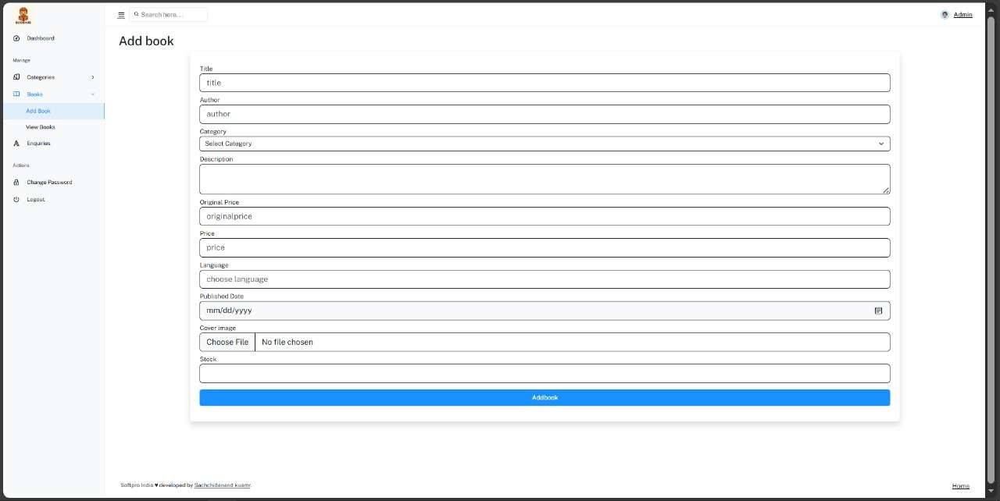 BOOKHUB
Search here....
Admin
Dashboard
Manage
Categories
Books
Add Book
View Books
Enquiries
Actions
Change Password
Logout
Add book
Title
title
Author
author
Category
Select Category
Description
Original Price
originalprice
Price
price
Language
choose language
Published Date
mm/dd/yyyy
Cover image
Choose File No file chosen
Stock
Addbook
Softpro India ♥ developed by Sachchidanand kuamr.
Home